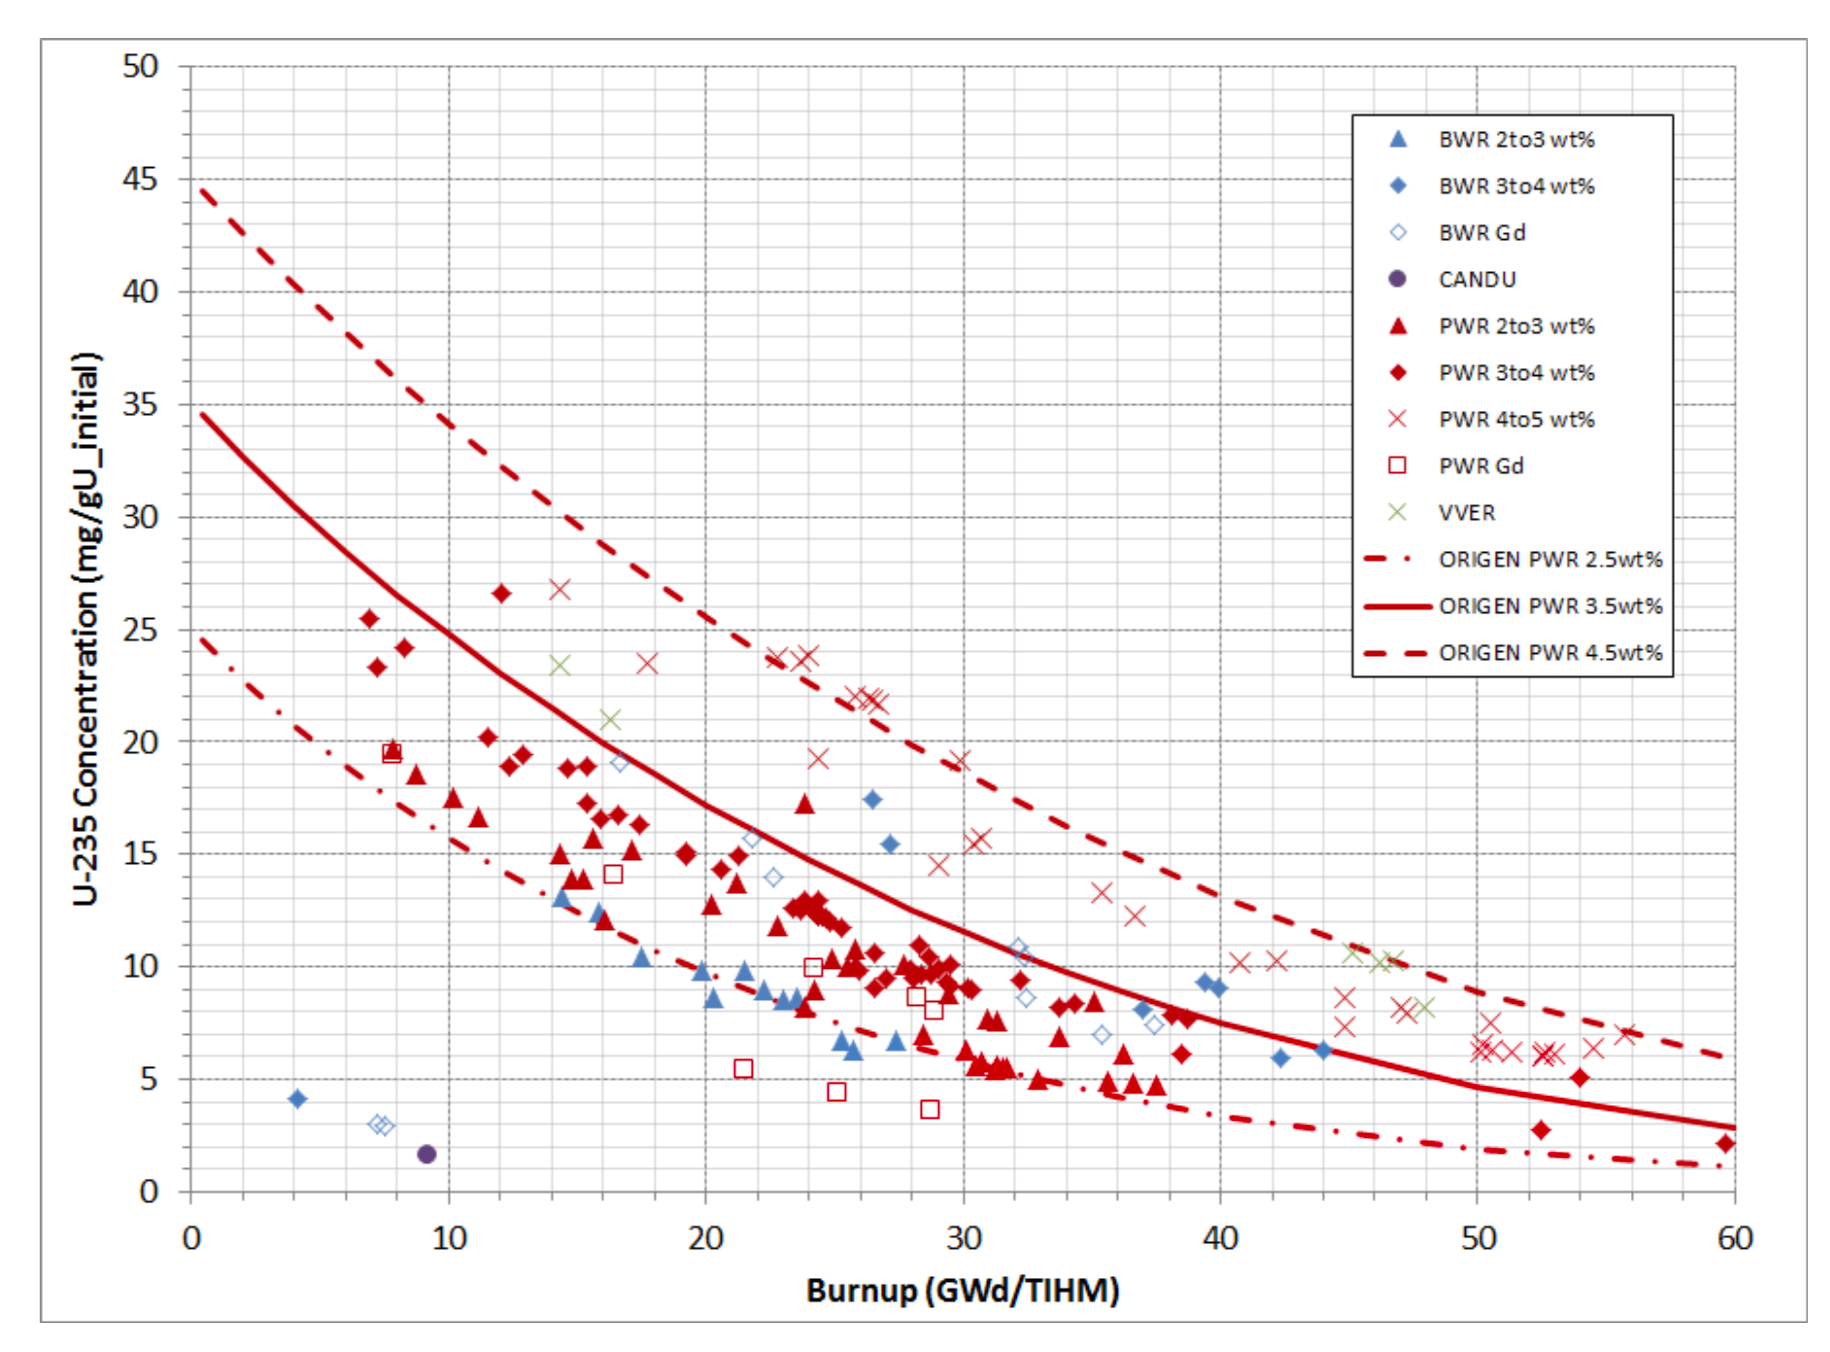 50
45
40
35
30
25
20
15
10
5
0
U-235 Concentration (mg/gU_initial)
BWR 2to3 wt%
BWR 3to4 wt%
BWR Gd
CANDU
PWR 2to3 wt%
PWR 3to4 wt%
PWR 4to5 wt%
PWR Gd
VVER
ORIGEN PWR 2.5wt%
ORIGEN PWR 3.5wt%
ORIGEN PWR 4.5wt%
0 10 20 30 40 50 60
Burnup (GWd/TIHM)